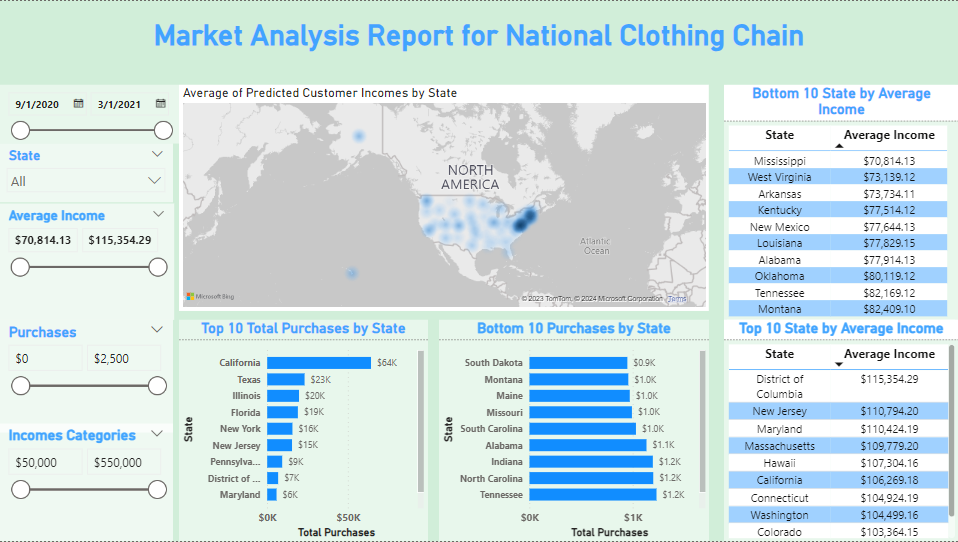 Market Analysis Report for National Clothing Chain
9/1/2020 3/1/2021
State
All
Average Income
$70,814.13 $115,354.29
Purchases
$0 $2,500
Incomes Categories
$50,000 $550,000
Average of Predicted Customer Incomes by State
NORTH
AMERICA
Atlantic
Ocean
Microsoft Bing
© 2023 TomTom, © 2024 Microsoft Corporation Terms
Bottom 10 State by Average
Income
State Average Income
Mississippi $70,814.13
West Virginia $73,139.12
Arkansas $73,734.11
Kentucky $77,514.12
New Mexico $77,644.13
Louisiana $77,829.15
Alabama $77,914.13
Oklahoma $80,119.12
Tennessee $82,169.12
Montana $82,409.10
Top 10 Total Purchases by State
State
California $64K
Texas $23K
Illinois $20K
Florida $19K
New York $16K
New Jersey $15K
Pennsylva... $9K
District of ... $7K
Maryland $6K
$0K $50K
Total Purchases
Bottom 10 Purchases by State
State
South Dakota $0.9K
Montana $1.0K
Maine $1.0K
Missouri $1.0K
South Carolina $1.0K
Alabama $1.1K
Indiana $1.2K
North Carolina $1.2K
Tennessee $1.2K
$0K $1K
Total Purchases
Top 10 State by Average Income
State Average Income
District of $115,354.29
Columbia
New Jersey $110,794.20
Maryland $110,424.19
Massachusetts $109,779.20
Hawaii $107,304.16
California $106,269.18
Connecticut $104,924.19
Washington $104,499.16
Colorado $103,364.15